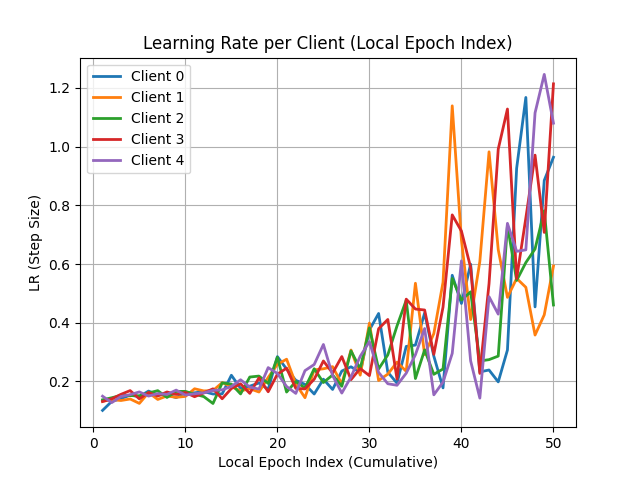 Learning Rate per Client (Local Epoch Index)
Client 0
Client 1
Client 2
Client 3
Client 4
LR (Step Size)
1.2
1.0
0.8
0.6
0.4
0.2
0
10
20
30
40
50
Local Epoch Index (Cumulative)